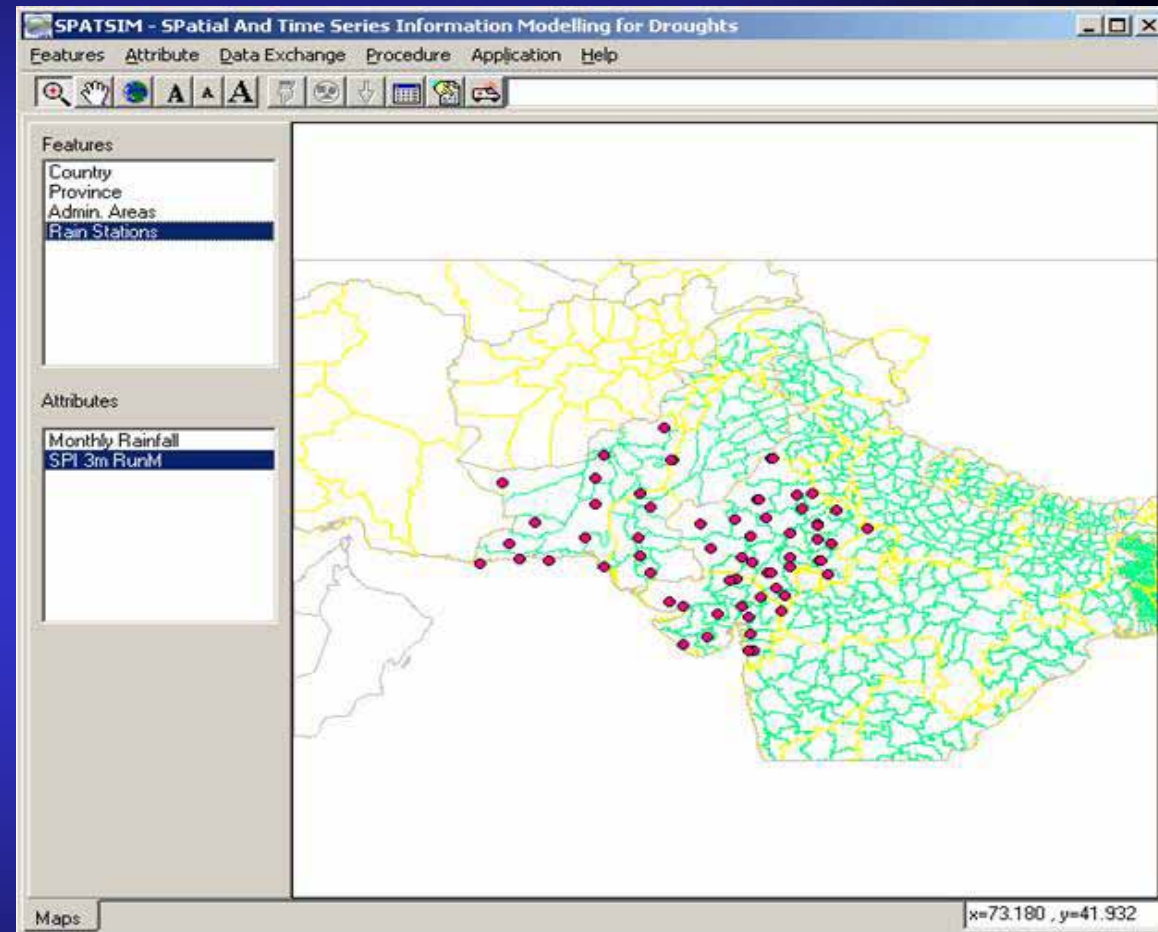 SPATSIM - SPatial And Time Series Information Modelling for Droughts
Features Attribute Data Exchange Procedure Application Help
A A A
Features
Country
Province
Admin. Areas
Rain Stations
Attributes
Monthly Rainfall
SPI 3m RunM
Maps
x=73.180 , y=41.932